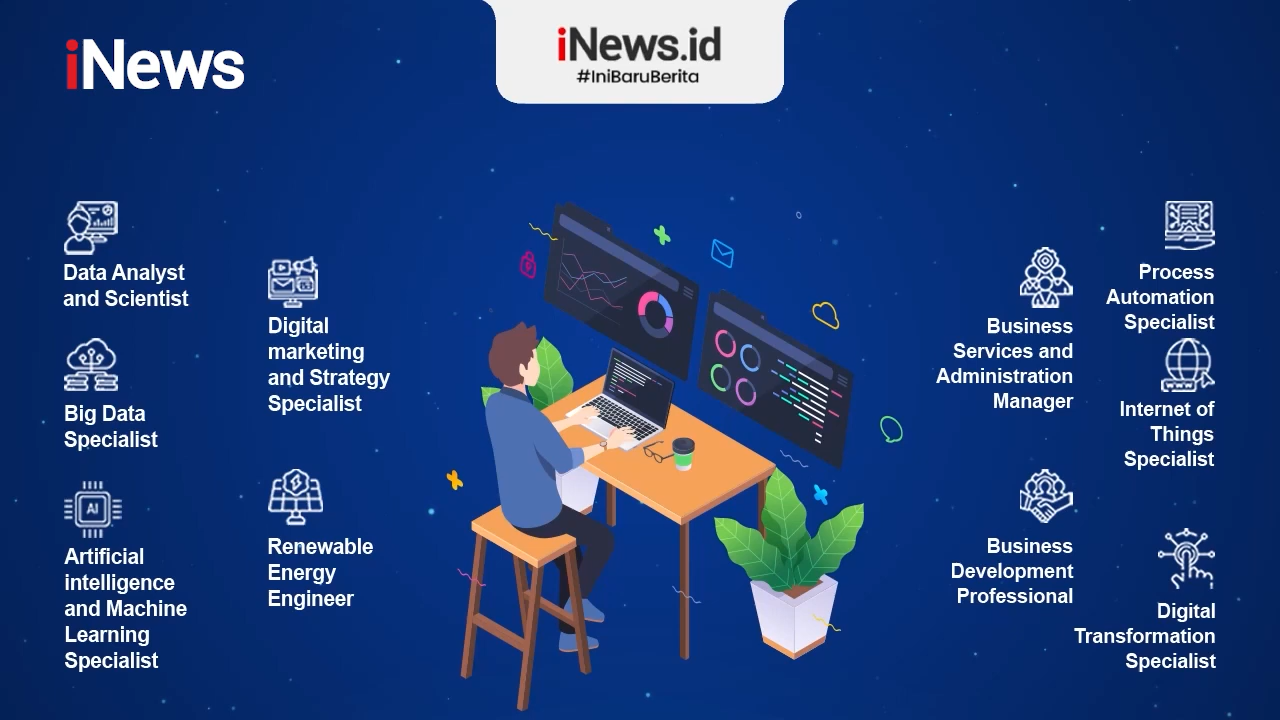 iNews
iNews.id
#IniBaruBerita
Data Analyst
and Scientist
Big Data
Specialist
AI
Artificial
intelligence
and Machine
Learning
Specialist
Digital
marketing
and Strategy
Specialist
Renewable
Energy
Engineer
Business
Services and
Administration
Manager
Business
Development
Professional
Process
Automation
Specialist
www
Internet of
Things
Specialist
Digital
Transformation
Specialist